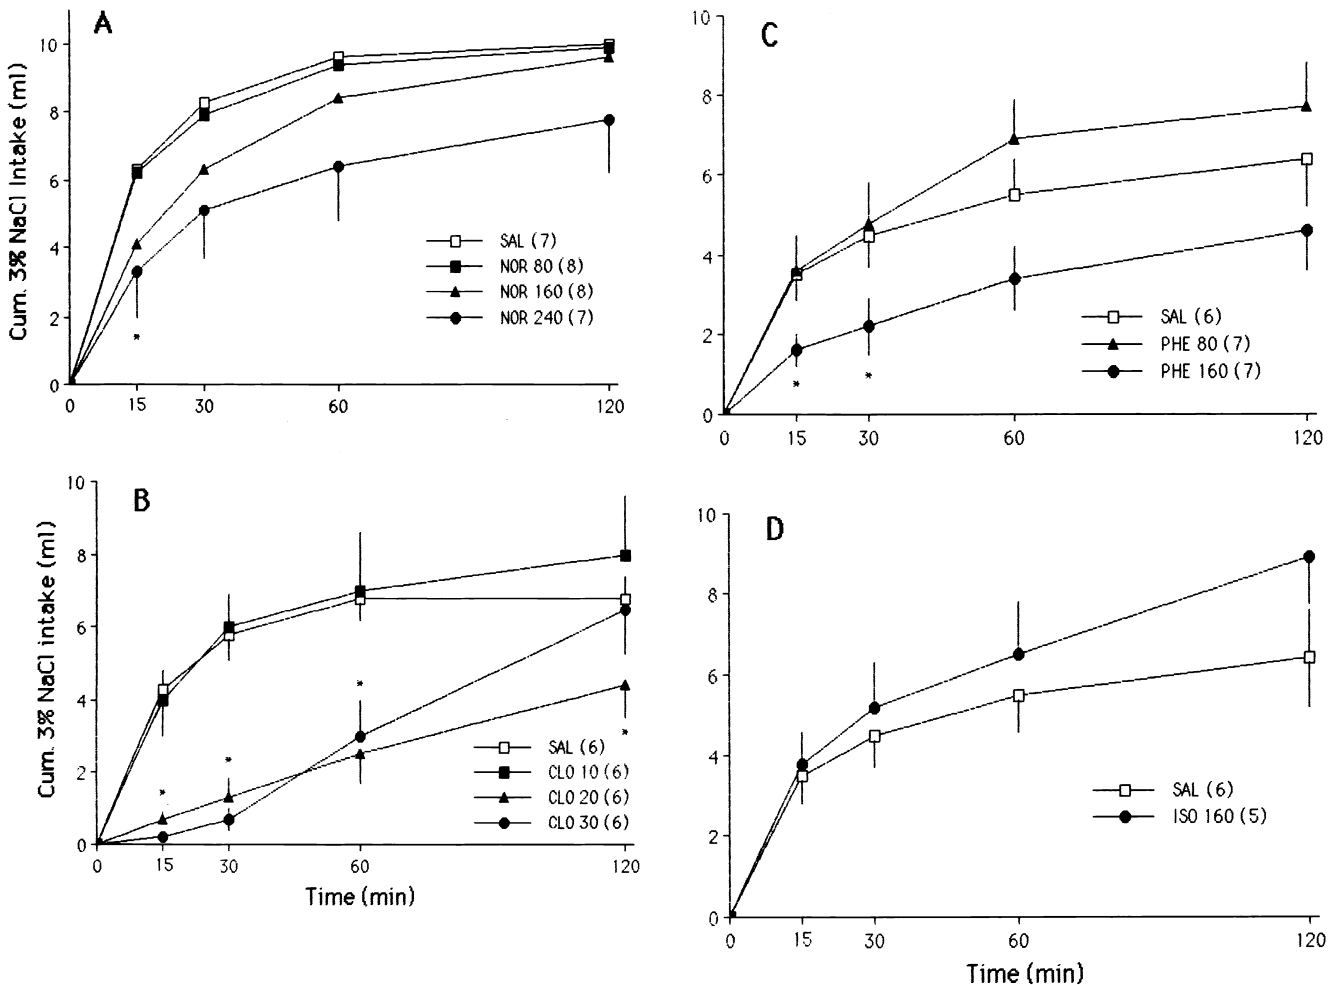 A
Cum. 3% NaCl Intake (ml)
10
8
6
4
2
0
0 15 30 60 120
SAL (7)
NOR 80 (8)
NOR 160 (8)
NOR 240 (7)
*
B
Cum. 3% NaCl intake (ml)
10
8
6
4
2
0
0 15 30 60 120
Time (min)
SAL (6)
CLO 10 (6)
CLO 20 (6)
CLO 30 (6)
* * * *
C
10
8
6
4
2
0
0 15 30 60 120
SAL (6)
PHE 80 (7)
PHE 160 (7)
* *
D
10
8
6
4
2
0
0 15 30 60 120
Time (min)
SAL (6)
ISO 160 (5)